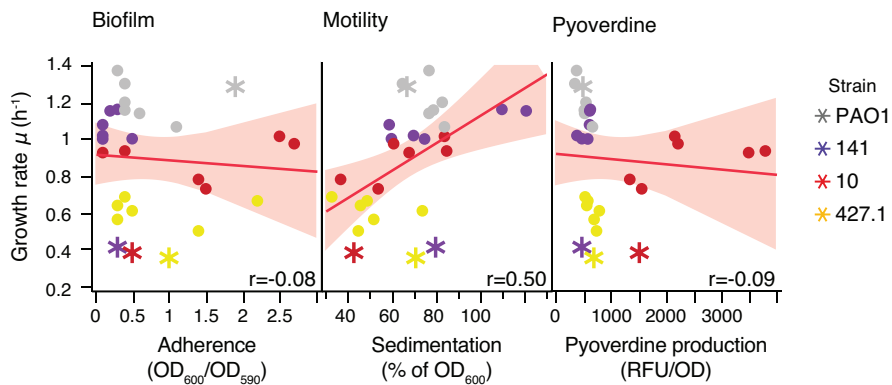 Biofilm
Motility
Pyoverdine
Growth rate μ (h⁻¹)
1.4
1.2
1
0.8
0.6
0.4
0.2
r=-0.08
r=0.50
r=-0.09
0 0.5 1.5 2.5
40 60 80 100
0 1000 2000 3000
Adherence
(OD₆₀₀/OD₅₉₀)
Sedimentation
(% of OD₆₀₀)
Pyoverdine production
(RFU/OD)
Strain
PAO1
141
10
427.1